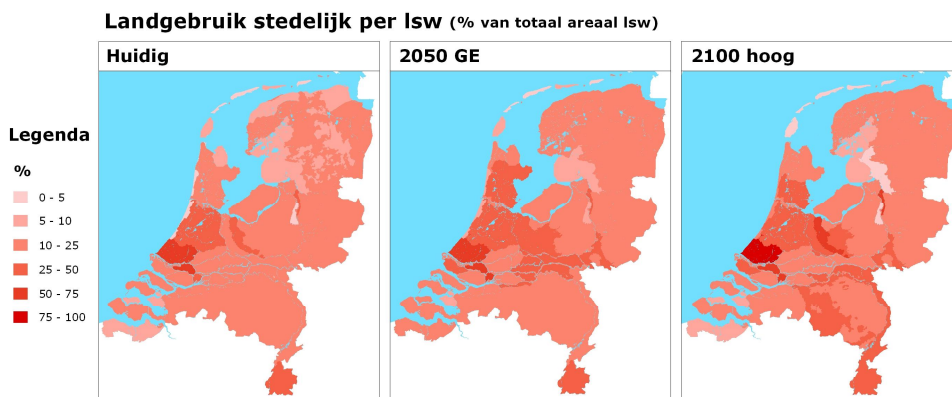 Landgebruik stedelijk per lsw (% van totaal areaal lsw)
Huidig
2050 GE
2100 hoog
Legenda
%
0 - 5
5 - 10
10 - 25
25 - 50
50 - 75
75 - 100